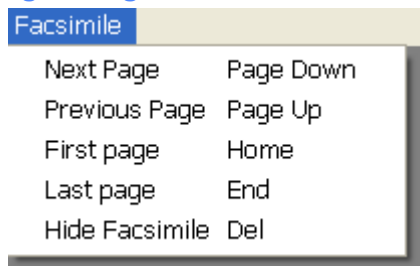 Facsimile
Next Page Page Down
Previous Page Page Up
First page Home
Last page End
Hide Facsimile Del